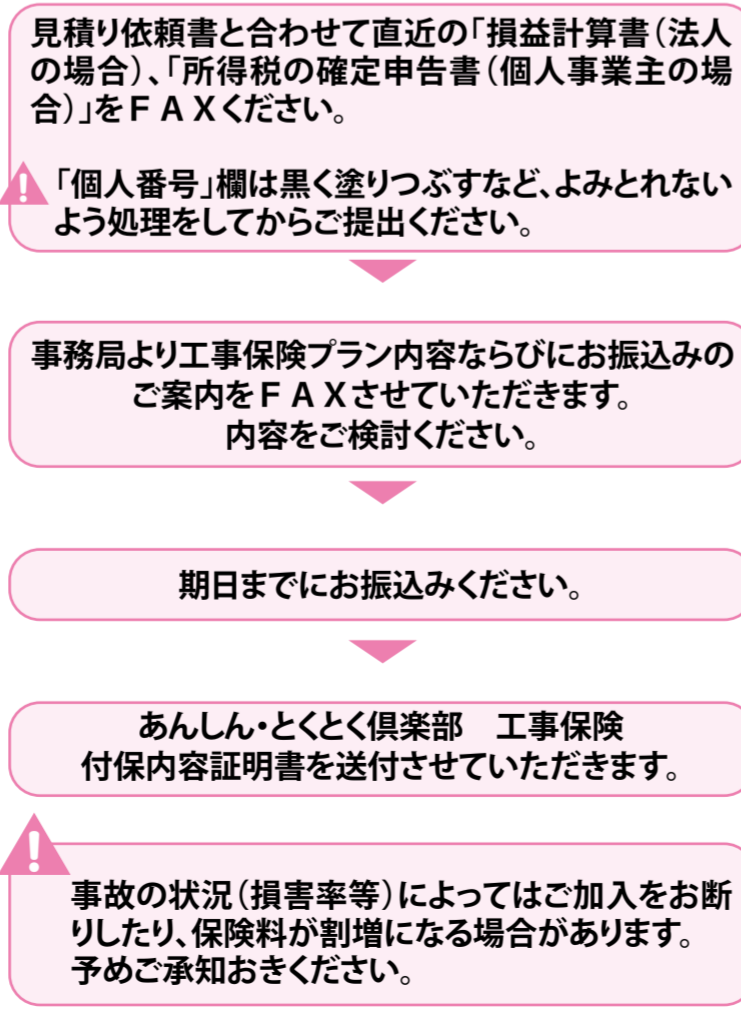 見積り依頼書と合わせて直近の「損益計算書(法人
の場合)、「所得税の確定申告書(個人事業主の場
合)」をＦＡＸください。
「個人番号」欄は黒く塗りつぶすなど、よみとれない
よう処理をしてからご提出ください。
事務局より工事保険プラン内容ならびにお振込みの
ご案内をＦＡＸさせていただきます。
内容をご検討ください。
期日までにお振込みください。
あんしん・とくとく倶楽部　工事保険
付保内容証明書を送付させていただきます。
事故の状況(損害率等)によってはご加入をお断
りしたり、保険料が割増になる場合があります。
予めご承知おきください。